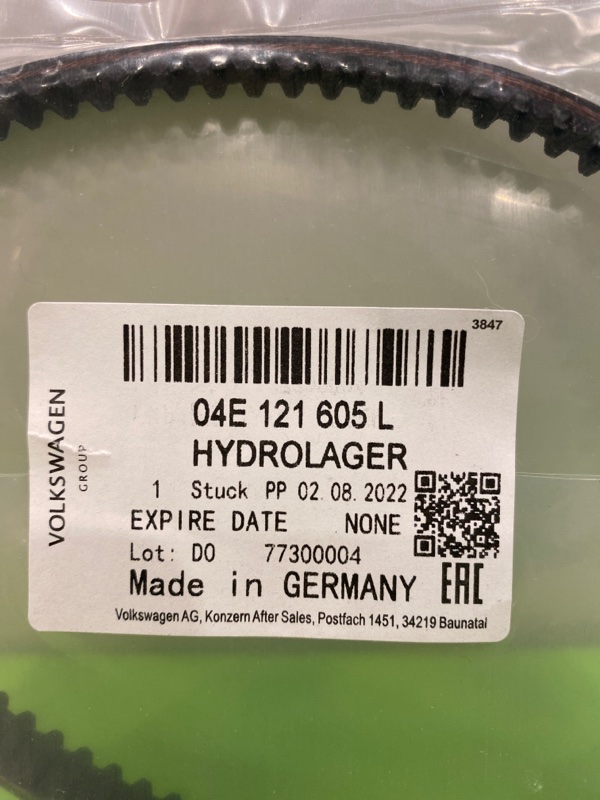 3847
04E 121 605 L
HYDROLAGER
1 Stuck PP 02.08.2022
EXPIRE DATE NONE
Lot: D0 77300004
Made in GERMANY EAC
Volkswagen AG, Konzern After Sales, Postfach 1451, 34219 Baunatal
VOLKSWAGEN
GROUP